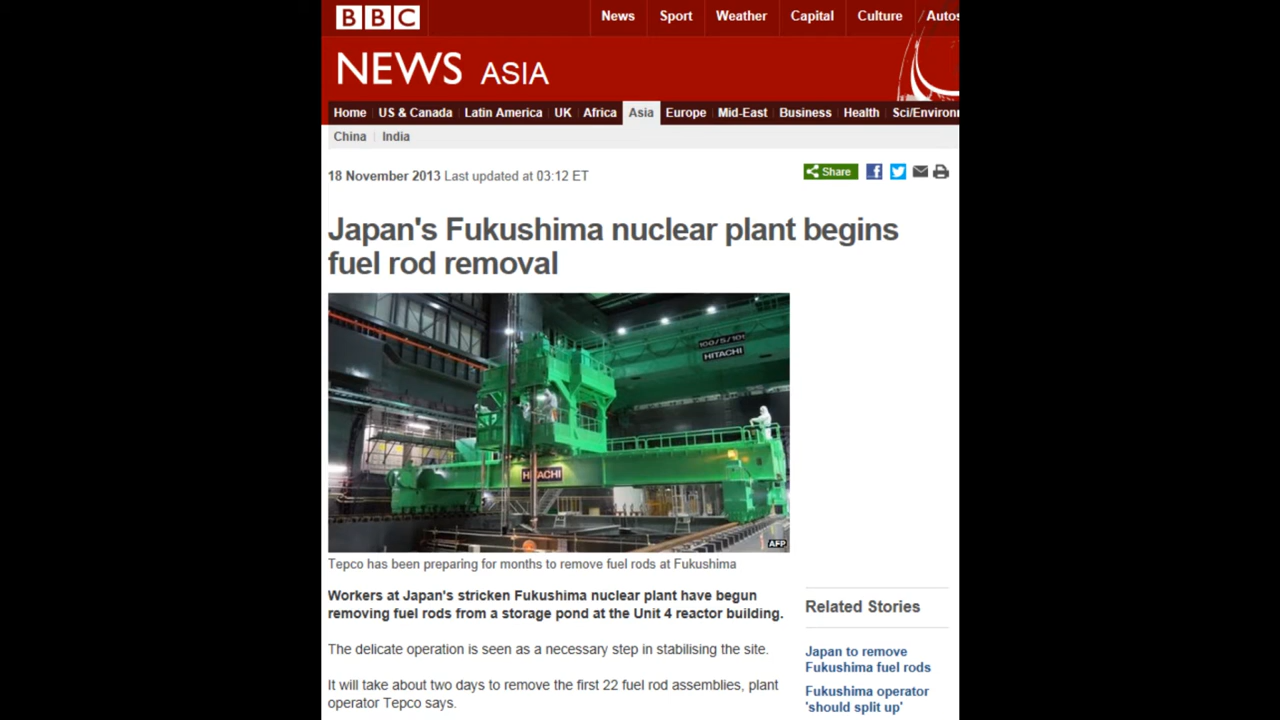 BBC
News Sport Weather Capital Culture Autos
NEWS ASIA
Home US & Canada Latin America UK Africa Asia Europe Mid-East Business Health Sci/Environ
China India
18 November 2013 Last updated at 03:12 ET
Share
Japan's Fukushima nuclear plant begins
fuel rod removal
100/5/10t
HITACHI
HITACHI
AFP
Tepco has been preparing for months to remove fuel rods at Fukushima
Workers at Japan's stricken Fukushima nuclear plant have begun
removing fuel rods from a storage pond at the Unit 4 reactor building.
The delicate operation is seen as a necessary step in stabilising the site.
It will take about two days to remove the first 22 fuel rod assemblies, plant
operator Tepco says.
Related Stories
Japan to remove
Fukushima fuel rods
Fukushima operator
'should split up'